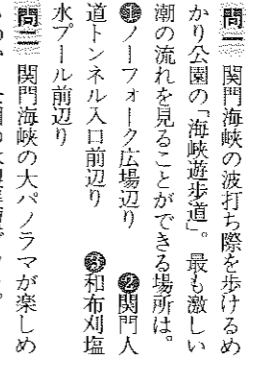 問一 関門海峡の波打ち際を歩けるめ
かり公園の「海峡遊歩道」。最も激しい
潮の流れを見ることができる場所は。
❶ノーフォーク広場辺り ❷関門人
道トンネル入口前辺り ❸和布刈塩
水プール前辺り
問二 関門海峡の大パノラマが楽しめ